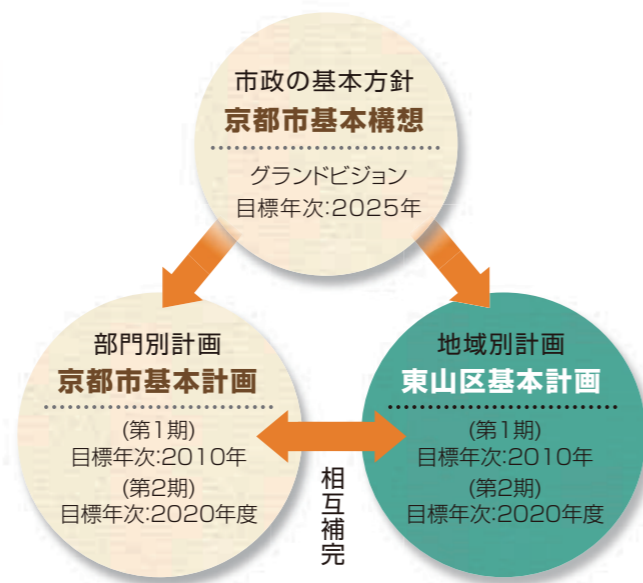 市政の基本方針
京都市基本構想
グランドビジョン
目標年次:2025年
部門別計画
京都市基本計画
(第1期)
目標年次:2010年
(第2期)
目標年次:2020年度
相互補完
地域別計画
東山区基本計画
(第1期)
目標年次:2010年
(第2期)
目標年次:2020年度